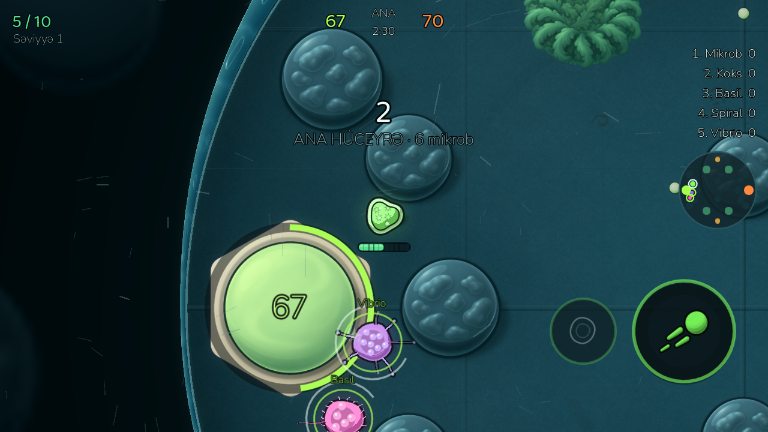 5 / 10
Səviyyə 1
67 ANA 70
2:30
1. Mikrob 0
2. Koks 0
3. Basil 0
4. Spiral 0
5. Vibrio 0
2
ANA HÜCEYRƏ - 6 mikrob
67
Vibrio
Basil